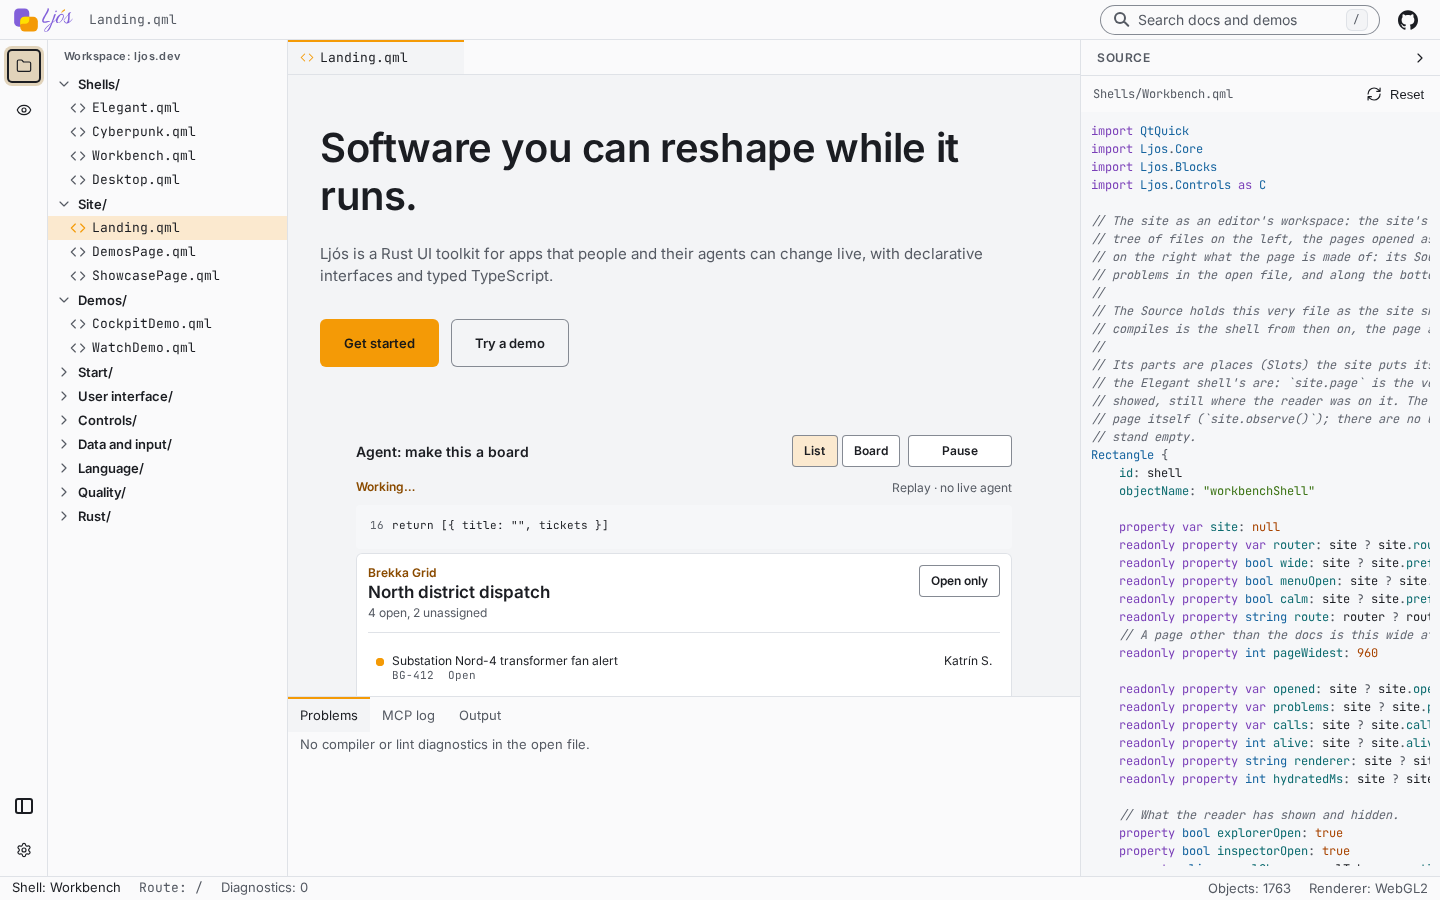 Ljós
Landing.qml
Search docs and demos
/
Workspace: ljos.dev
Shells/
Elegant.qml
Cyberpunk.qml
Workbench.qml
Desktop.qml
Site/
Landing.qml
DemosPage.qml
ShowcasePage.qml
Demos/
CockpitDemo.qml
WatchDemo.qml
Start/
User interface/
Controls/
Data and input/
Language/
Quality/
Rust/
Landing.qml
Software you can reshape while it
runs.
Ljós is a Rust UI toolkit for apps that people and their agents can change live, with declarative
interfaces and typed TypeScript.
Get started
Try a demo
Agent: make this a board
List
Board
Pause
Working...
Replay · no live agent
16 return [{ title: "", tickets }]
Brekka Grid
North district dispatch
4 open, 2 unassigned
Open only
Substation Nord-4 transformer fan alert
Katrín S.
BG-412 Open
Problems
MCP log
Output
No compiler or lint diagnostics in the open file.
SOURCE
Shells/Workbench.qml
Reset
import QtQuick
import Ljos.Core
import Ljos.Blocks
import Ljos.Controls as C
// The site as an editor's workspace: the site's
// tree of files on the left, the pages opened as
// on the right what the page is made of: its Sou
// problems in the open file, and along the botto
//
// The Source holds this very file as the site sh
// compiles is the shell from then on, the page a
//
// Its parts are places (Slots) the site puts its
// the Elegant shell's are: `site.page` is the ve
// showed, still where the reader was on it. The
// page itself (`site.observe()`); there are no
// stand empty.
Rectangle {
id: shell
objectName: "workbenchShell"
property var site: null
readonly property var router: site ? site.rou
readonly property bool wide: site ? site.pref
readonly property bool menuOpen: site ? site.
readonly property bool calm: site ? site.pref
readonly property string route: router ? rout
// A page other than the docs is this wide at
readonly property int pageWidest: 960
readonly property var opened: site ? site.ope
readonly property var problems: site ? site.p
readonly property var calls: site ? site.call
readonly property int alive: site ? site.aliv
readonly property string renderer: site ? sit
readonly property int hydratedMs: site ? site
// What the reader has shown and hidden.
property bool explorerOpen: true
property bool inspectorOpen: true
Shell: Workbench
Route: /
Diagnostics: 0
Objects: 1763
Renderer: WebGL2